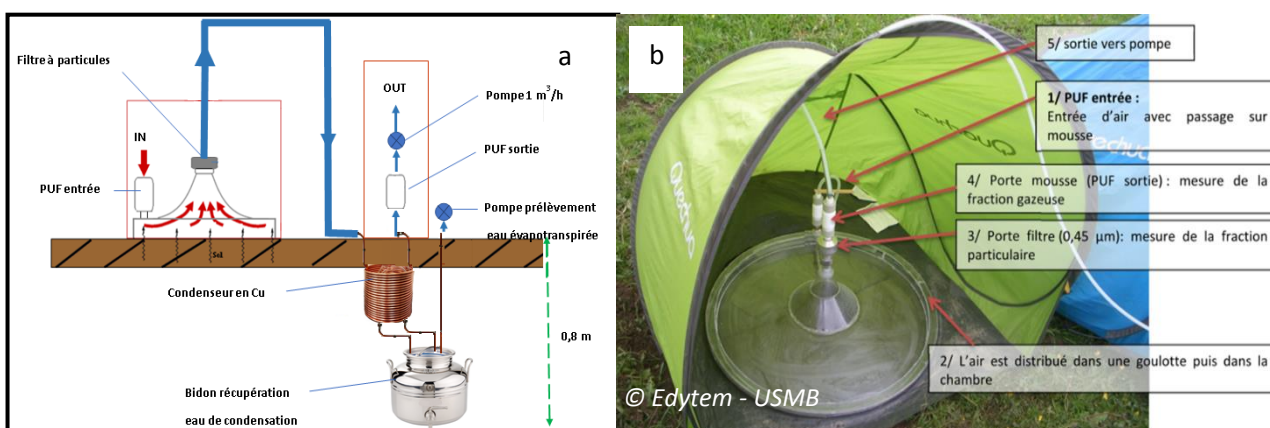 a
Filtre à particules
IN
OUT
Pompe 1 m³/h
PUF entrée
PUF sortie
Pompe prélèvement
eau évapotranspirée
Sol
Condenseur en Cu
0,8 m
Bidon récupération
eau de condensation
b
5/ sortie vers pompe
1/ PUF entrée :
Entrée d'air avec passage sur
mousse
4/ Porte mousse (PUF sortie) : mesure de la
fraction gazeuse
3/ Porte filtre (0,45 µm): mesure de la fraction
particulaire
2/ L'air est distribué dans une goulotte puis dans la
chambre
Quechua
Quechua
echua
© Edytem - USMB